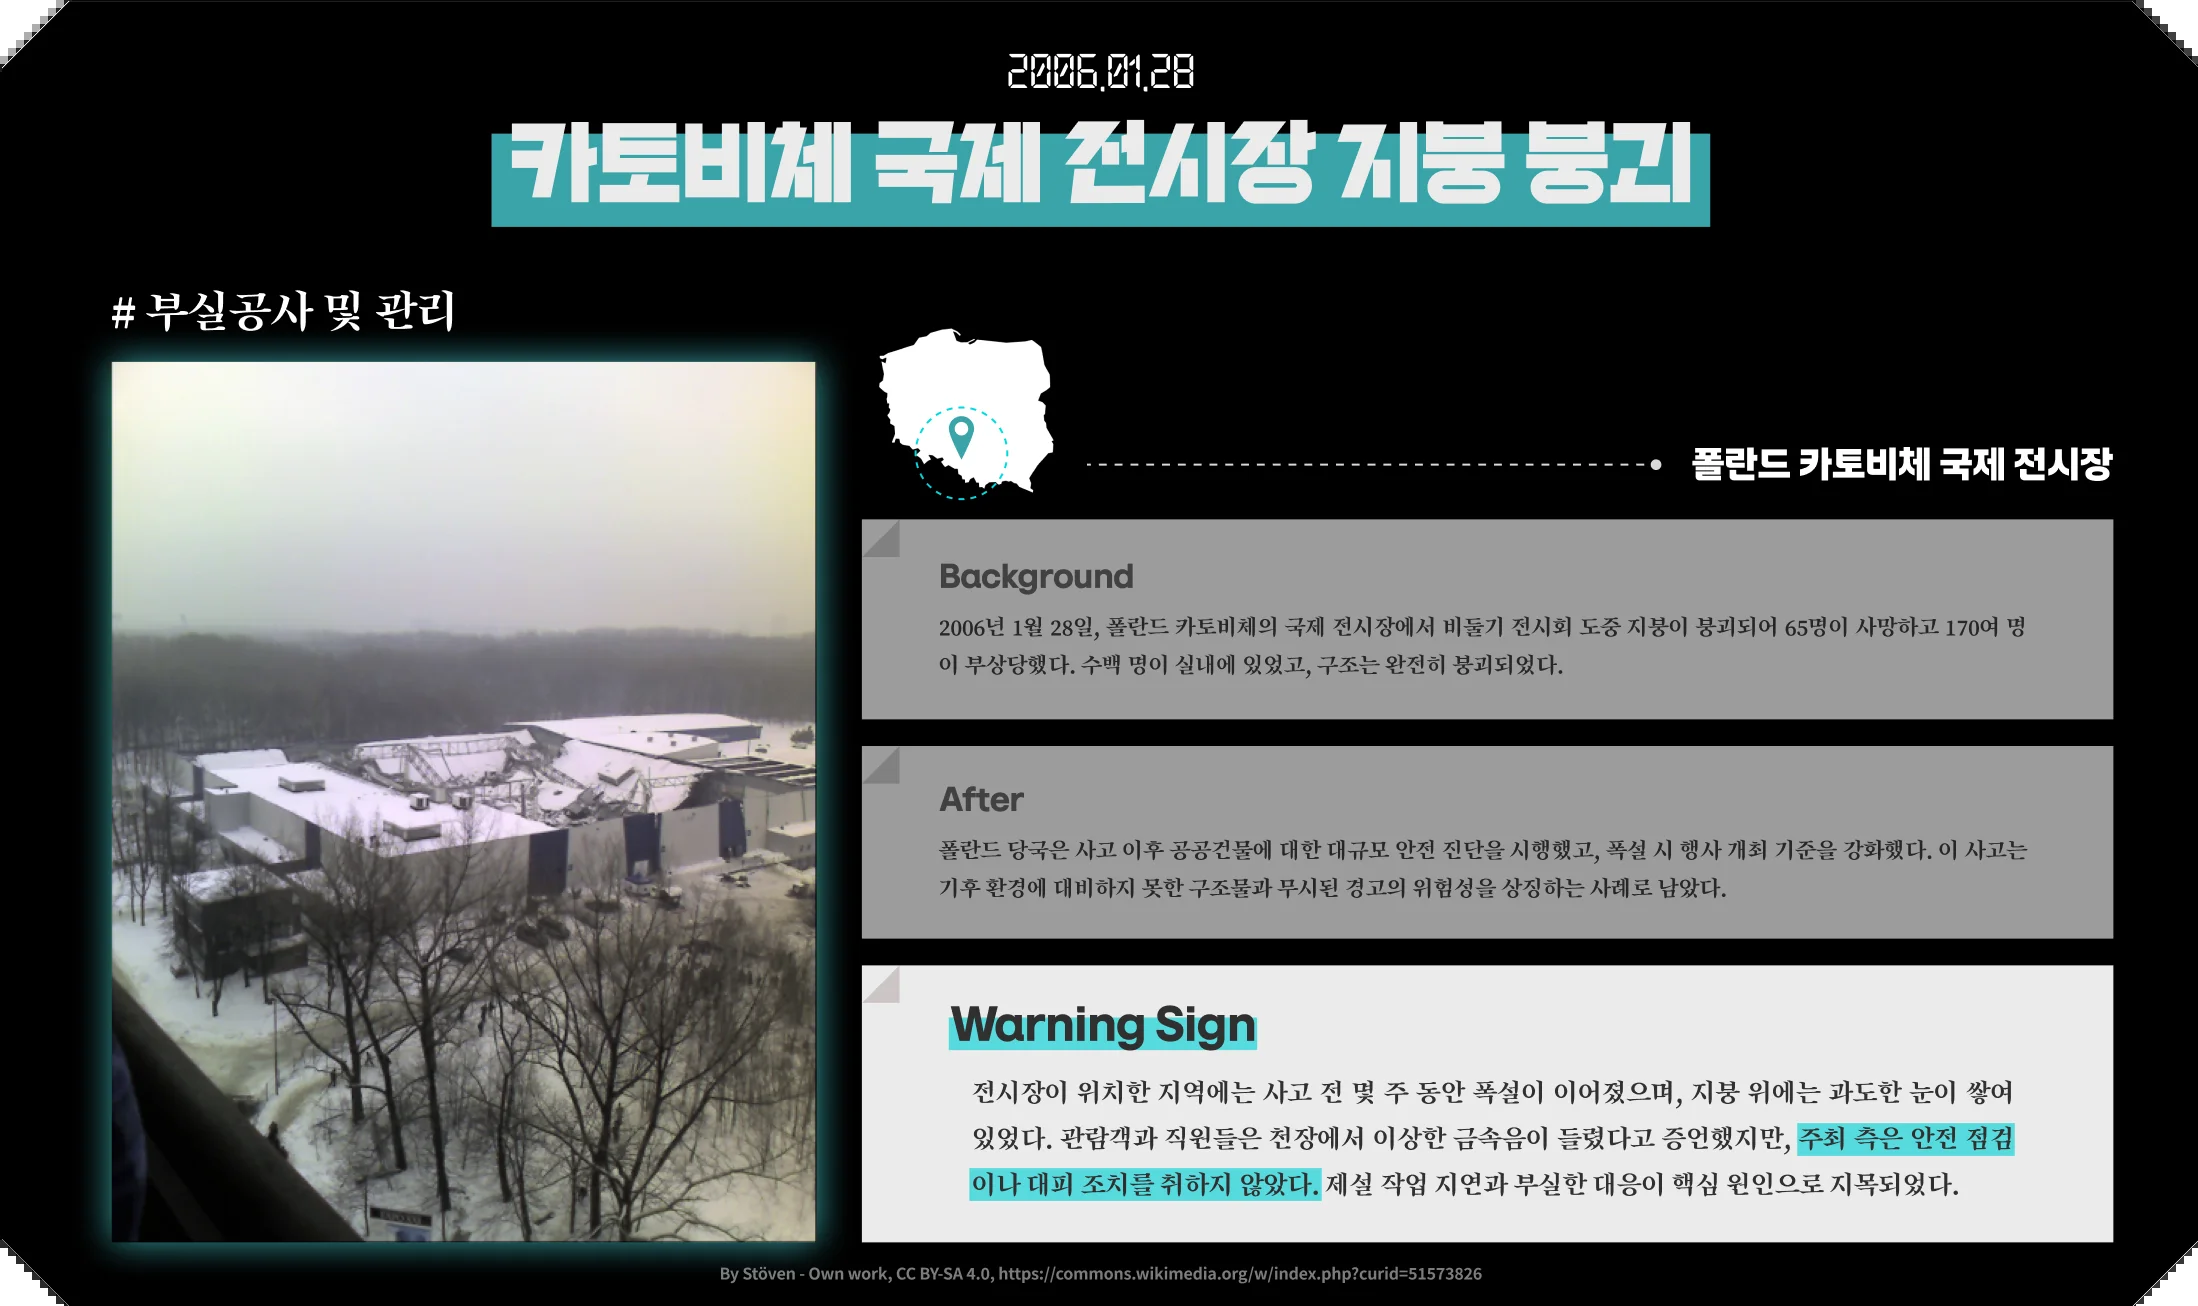 2006.01.28
카토비체 국제 전시장 지붕 붕괴
# 부실공사 및 관리
폴란드 카토비체 국제 전시장
Background
2006년 1월 28일, 폴란드 카토비체의 국제 전시장에서 비둘기 전시회 도중 지붕이 붕괴되어 65명이 사망하고 170여 명
이 부상당했다. 수백 명이 실내에 있었고, 구조는 완전히 붕괴되었다.
After
폴란드 당국은 사고 이후 공공건물에 대한 대규모 안전 진단을 시행했고, 폭설 시 행사 개최 기준을 강화했다. 이 사고는
기후 환경에 대비하지 못한 구조물과 무시된 경고의 위험성을 상징하는 사례로 남았다.
Warning Sign
전시장이 위치한 지역에는 사고 전 몇 주 동안 폭설이 이어졌으며, 지붕 위에는 과도한 눈이 쌓여
있었다. 관람객과 직원들은 천장에서 이상한 금속음이 들렸다고 증언했지만, 주최 측은 안전 점검
이나 대피 조치를 취하지 않았다. 제설 작업 지연과 부실한 대응이 핵심 원인으로 지목되었다.
By Stöven - Own work, CC BY-SA 4.0, https://commons.wikimedia.org/w/index.php?curid=51573826